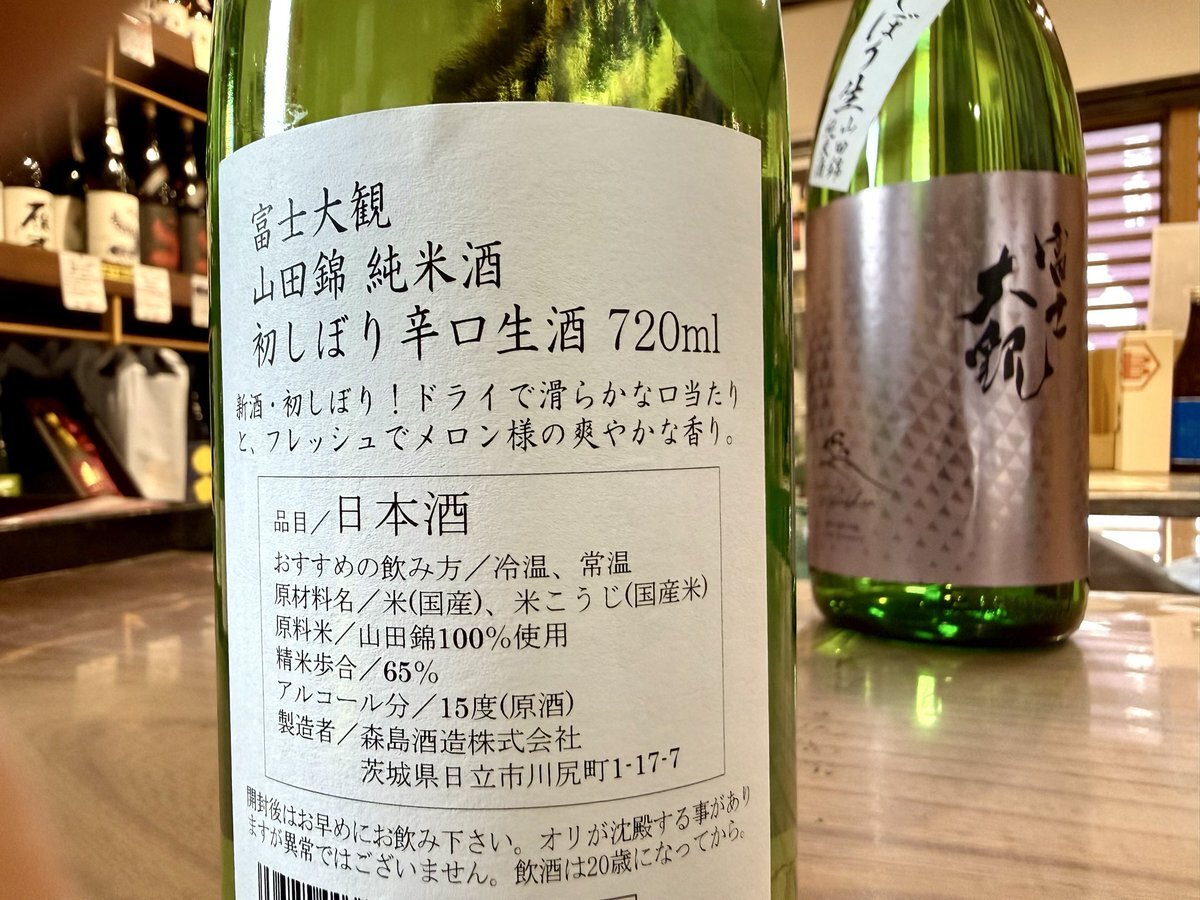 富士大観
山田錦 純米酒
初しぼり 辛口生酒 720ml
新酒・初しぼり！ドライで滑らかな口当たり
と、フレッシュでメロン様の爽やかな香り。
品目／日本酒
おすすめの飲み方／冷温、常温
原材料名／米(国産)、米こうじ(国産米)
原料米／山田錦100%使用
精米歩合／65%
アルコール分／15度(原酒)
製造者／森島酒造株式会社
茨城県日立市川尻町1-17-7
開封後はお早めにお飲み下さい。オリが沈殿する事があり
ますが異常ではございません。飲酒は20歳になってから。
しぼり 生
山田錦
純米酒
富士
大観